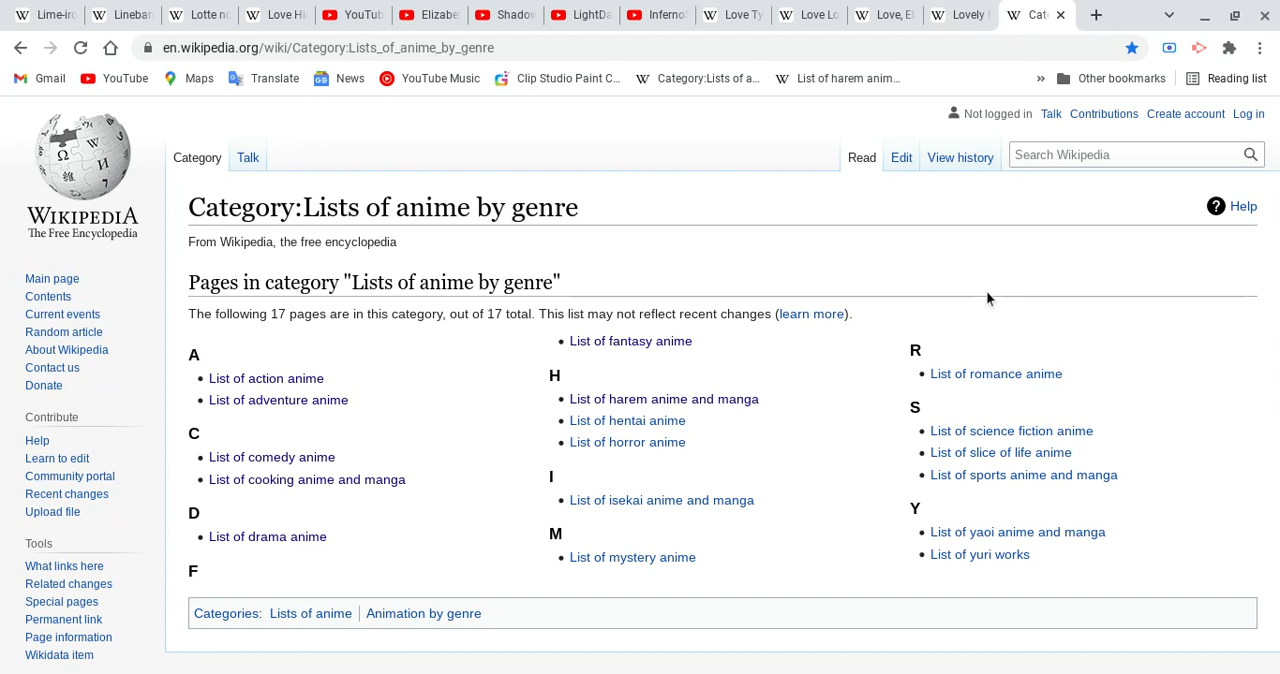 Lime-iro
Linebar
Lotte no
Love Hi
YouTub
Elizabe
Shadow
LightDa
Inferno
Love Ty
Love Lo
Love, El
Lovely
Cat
en.wikipedia.org/wiki/Category:Lists_of_anime_by_genre
Gmail YouTube Maps Translate News YouTube Music Clip Studio Paint C... Category:Lists of a... List of harem anim... » Other bookmarks Reading list
Not logged in Talk Contributions Create account Log in
Category Talk Read Edit View history Search Wikipedia
WIKIPEDIA
The Free Encyclopedia
Main page
Contents
Current events
Random article
About Wikipedia
Contact us
Donate
Contribute
Help
Learn to edit
Community portal
Recent changes
Upload file
Tools
What links here
Related changes
Special pages
Permanent link
Page information
Wikidata item
Category:Lists of anime by genre
Help
From Wikipedia, the free encyclopedia
Pages in category "Lists of anime by genre"
The following 17 pages are in this category, out of 17 total. This list may not reflect recent changes (learn more).
A
• List of action anime
• List of adventure anime
C
• List of comedy anime
• List of cooking anime and manga
D
• List of drama anime
F
• List of fantasy anime
H
• List of harem anime and manga
• List of hentai anime
• List of horror anime
I
• List of isekai anime and manga
M
• List of mystery anime
R
• List of romance anime
S
• List of science fiction anime
• List of slice of life anime
• List of sports anime and manga
Y
• List of yaoi anime and manga
• List of yuri works
Categories: Lists of anime | Animation by genre